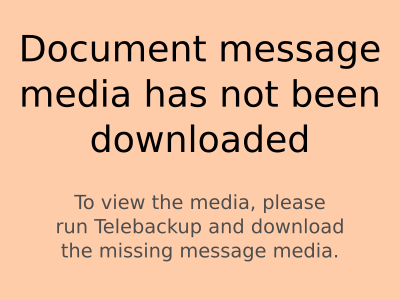 Document message
media has not been
downloaded
To view the media, please
run Telebackup and download
the missing message media.